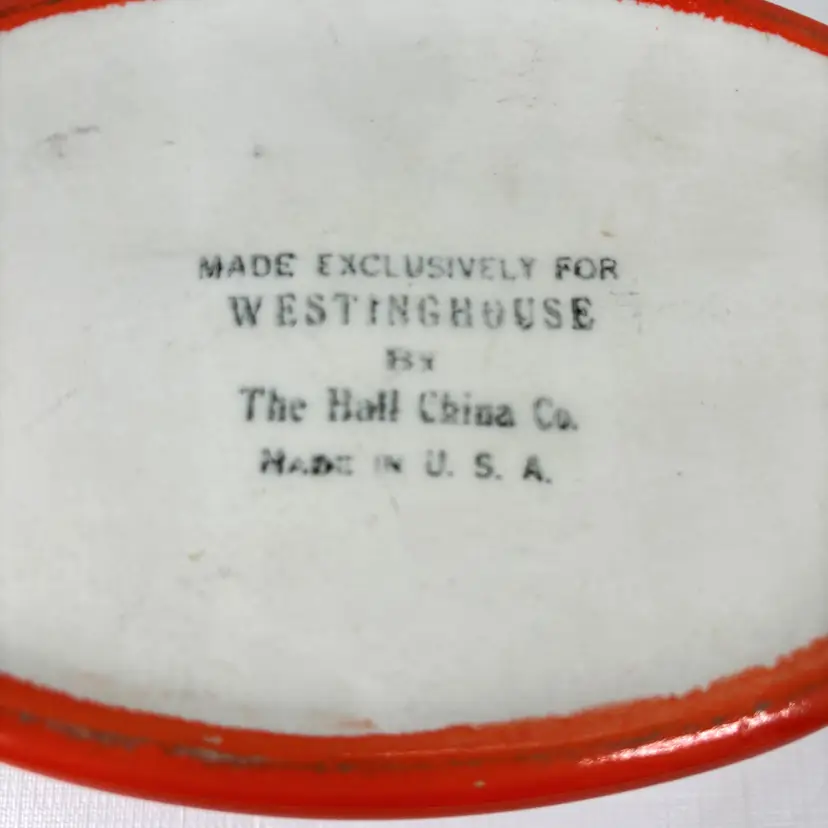 MADE EXCLUSIVELY FOR
WESTINGHOUSE
BY
The Hall China Co.
MADE IN U. S. A.